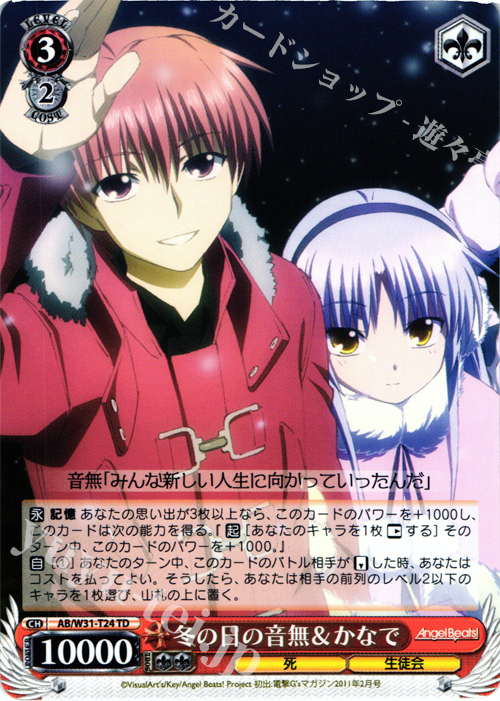 LEVEL
3
2
COST
カードショップ - 遊々亭
音無「みんな新しい人生に向かっていったんだ」
永 記憶 あなたの思い出が3枚以上なら、このカードのパワーを+1000し、
このカードは次の能力を得る。『起[あなたのキャラを1枚 する] その
ターン中、このカードのパワーを+1000。』
自[①] あなたのターン中、このカードのバトル相手が した時、あなたは
コストを払ってよい。そうしたら、あなたは相手の前列のレベル2以下の
キャラを1枚選び、山札の上に置く。
CH AB/W31-T24 TD
冬の日の音無&かなで
Angel Beats!
POWER
10000
SOUL
死
生徒会
©VisualArt's/Key/Angel Beats! Project 初出:電撃G'sマガジン2011年2月号